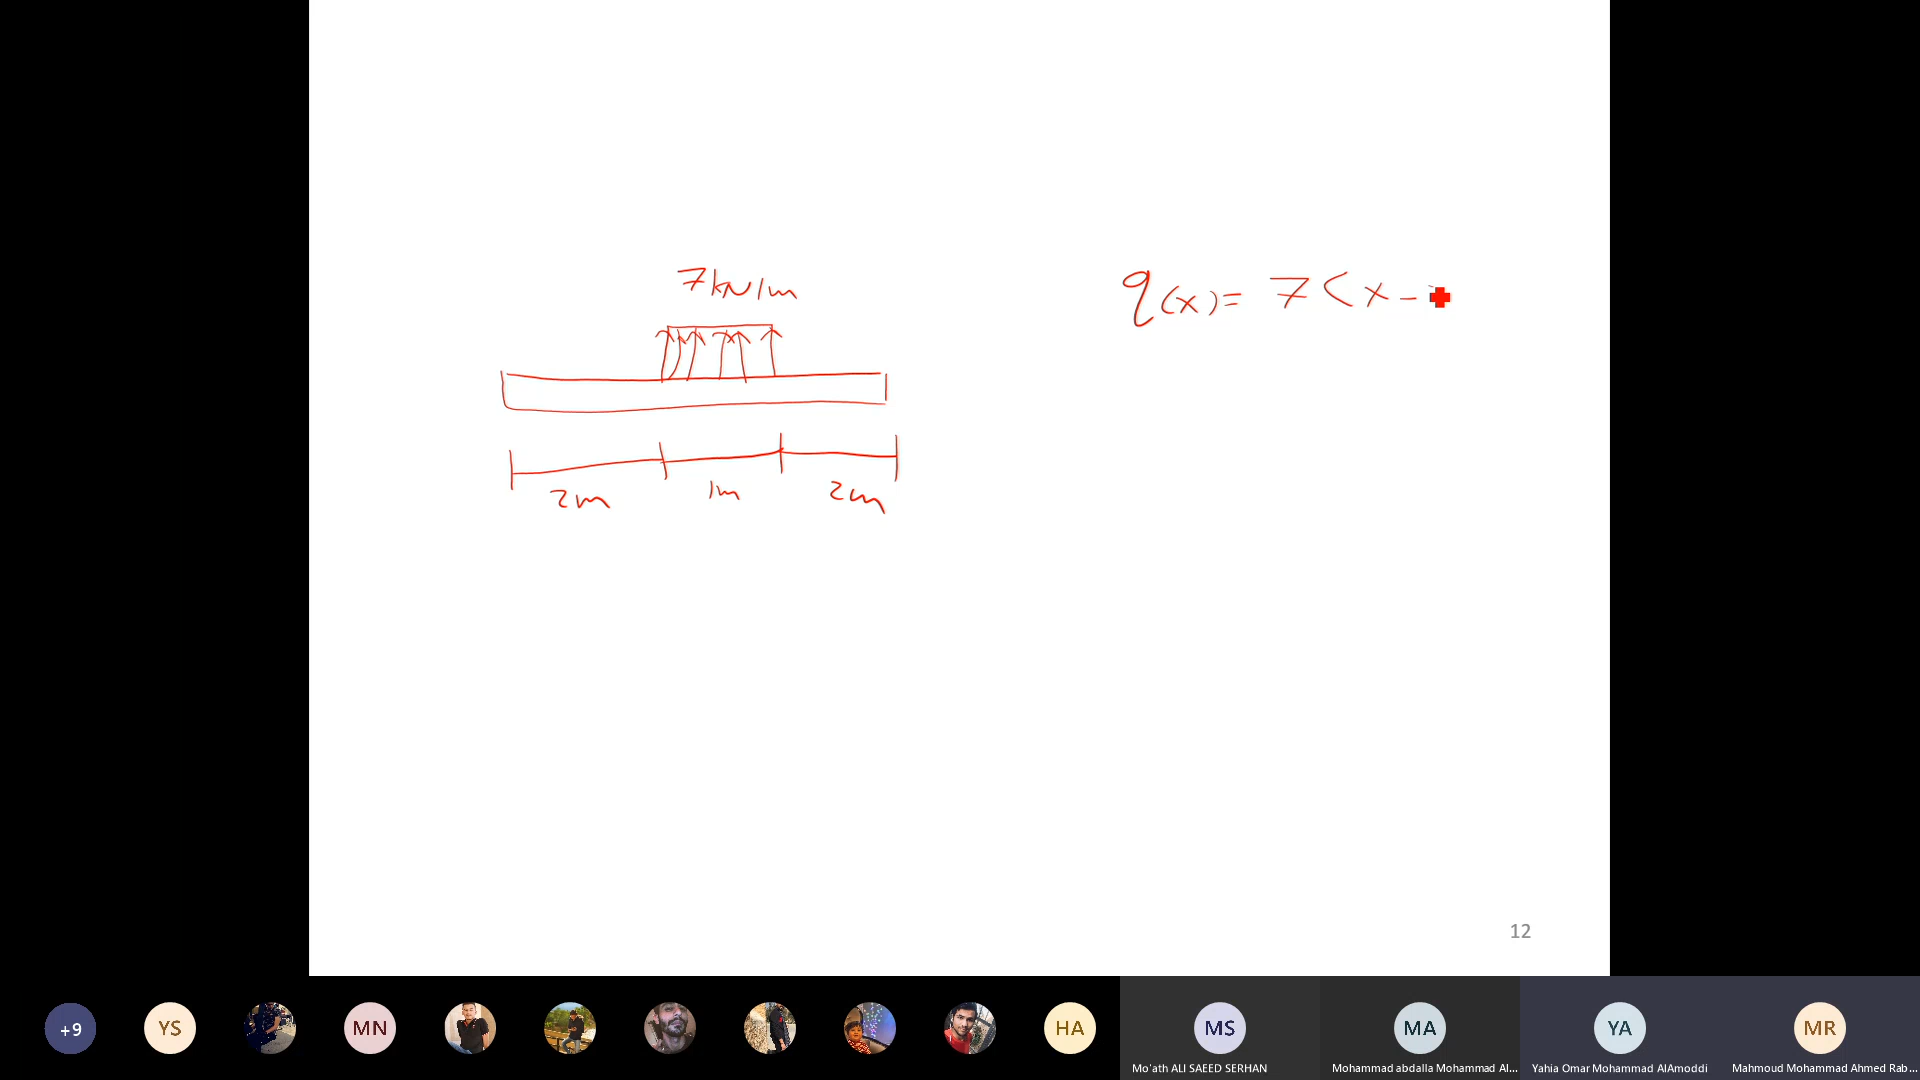 7kN/m
q(x)= 7<x-
2m 1m 2m
12
+9 YS MN HA MS MA YA MR
Mo'ath ALI SAEED SERHAN Mohammad abdalla Mohammad Al... Yahia Omar Mohammad AlAmoddi Mahmoud Mohammad Ahmed Rab...